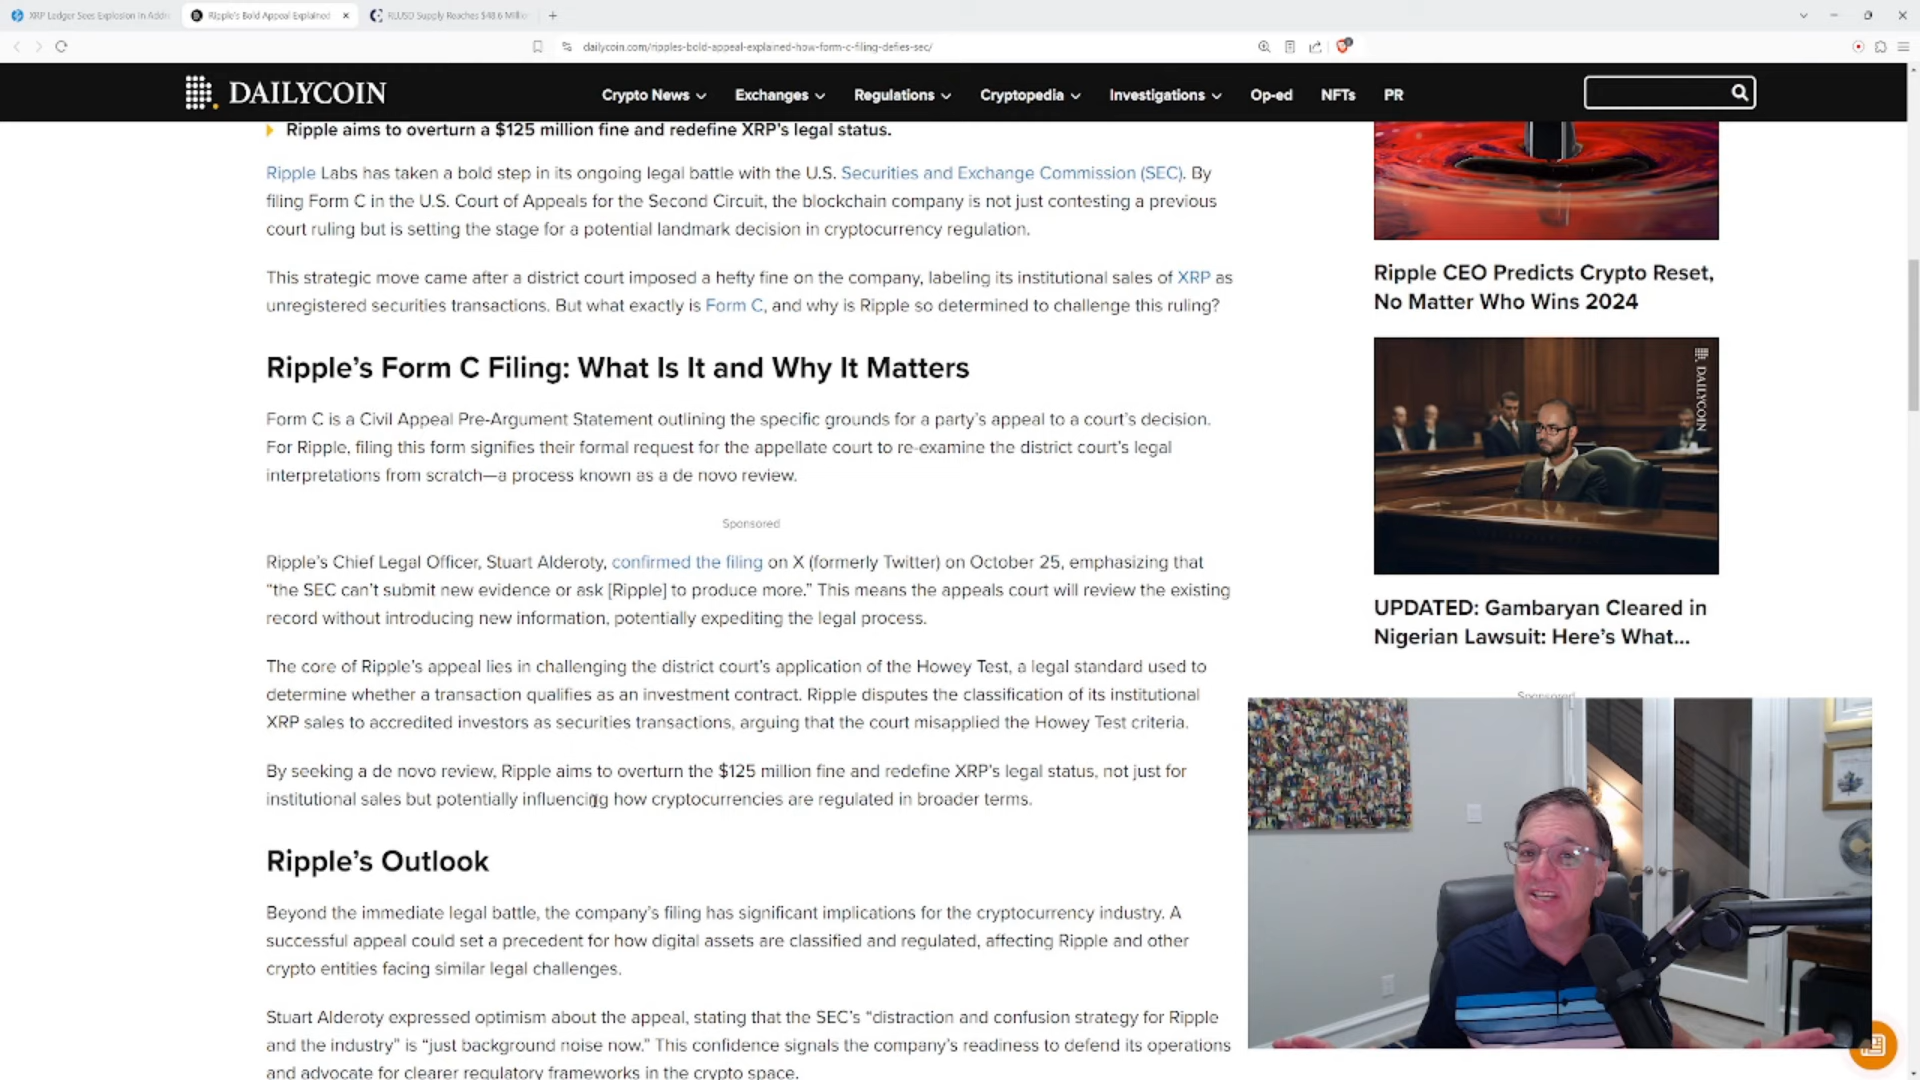 XRP Ledger Sees Explosion in Addr
Ripple's Bold Appeal Explained
RLUSD Supply Reaches $48.6 Millio
dailycoin.com/ripples-bold-appeal-explained-how-form-c-filing-defies-sec/
DAILYCOIN
Crypto News
Exchanges
Regulations
Cryptopedia
Investigations
Op-ed
NFTs
PR
Ripple aims to overturn a $125 million fine and redefine XRP’s legal status.
Ripple Labs has taken a bold step in its ongoing legal battle with the U.S. Securities and Exchange Commission (SEC). By
filing Form C in the U.S. Court of Appeals for the Second Circuit, the blockchain company is not just contesting a previous
court ruling but is setting the stage for a potential landmark decision in cryptocurrency regulation.
This strategic move came after a district court imposed a hefty fine on the company, labeling its institutional sales of XRP as
unregistered securities transactions. But what exactly is Form C, and why is Ripple so determined to challenge this ruling?
Ripple’s Form C Filing: What Is It and Why It Matters
Form C is a Civil Appeal Pre-Argument Statement outlining the specific grounds for a party’s appeal to a court’s decision.
For Ripple, filing this form signifies their formal request for the appellate court to re-examine the district court’s legal
interpretations from scratch—a process known as a de novo review.
Sponsored
Ripple’s Chief Legal Officer, Stuart Alderoty, confirmed the filing on X (formerly Twitter) on October 25, emphasizing that
“the SEC can’t submit new evidence or ask [Ripple] to produce more.” This means the appeals court will review the existing
record without introducing new information, potentially expediting the legal process.
The core of Ripple’s appeal lies in challenging the district court’s application of the Howey Test, a legal standard used to
determine whether a transaction qualifies as an investment contract. Ripple disputes the classification of its institutional
XRP sales to accredited investors as securities transactions, arguing that the court misapplied the Howey Test criteria.
By seeking a de novo review, Ripple aims to overturn the $125 million fine and redefine XRP’s legal status, not just for
institutional sales but potentially influencing how cryptocurrencies are regulated in broader terms.
Ripple’s Outlook
Beyond the immediate legal battle, the company’s filing has significant implications for the cryptocurrency industry. A
successful appeal could set a precedent for how digital assets are classified and regulated, affecting Ripple and other
crypto entities facing similar legal challenges.
Stuart Alderoty expressed optimism about the appeal, stating that the SEC’s “distraction and confusion strategy for Ripple
and the industry” is “just background noise now.” This confidence signals the company’s readiness to defend its operations
and advocate for clearer regulatory frameworks in the crypto space.
Ripple CEO Predicts Crypto Reset,
No Matter Who Wins 2024
DAILYCOIN
UPDATED: Gambaryan Cleared in
Nigerian Lawsuit: Here’s What...
Sponsored